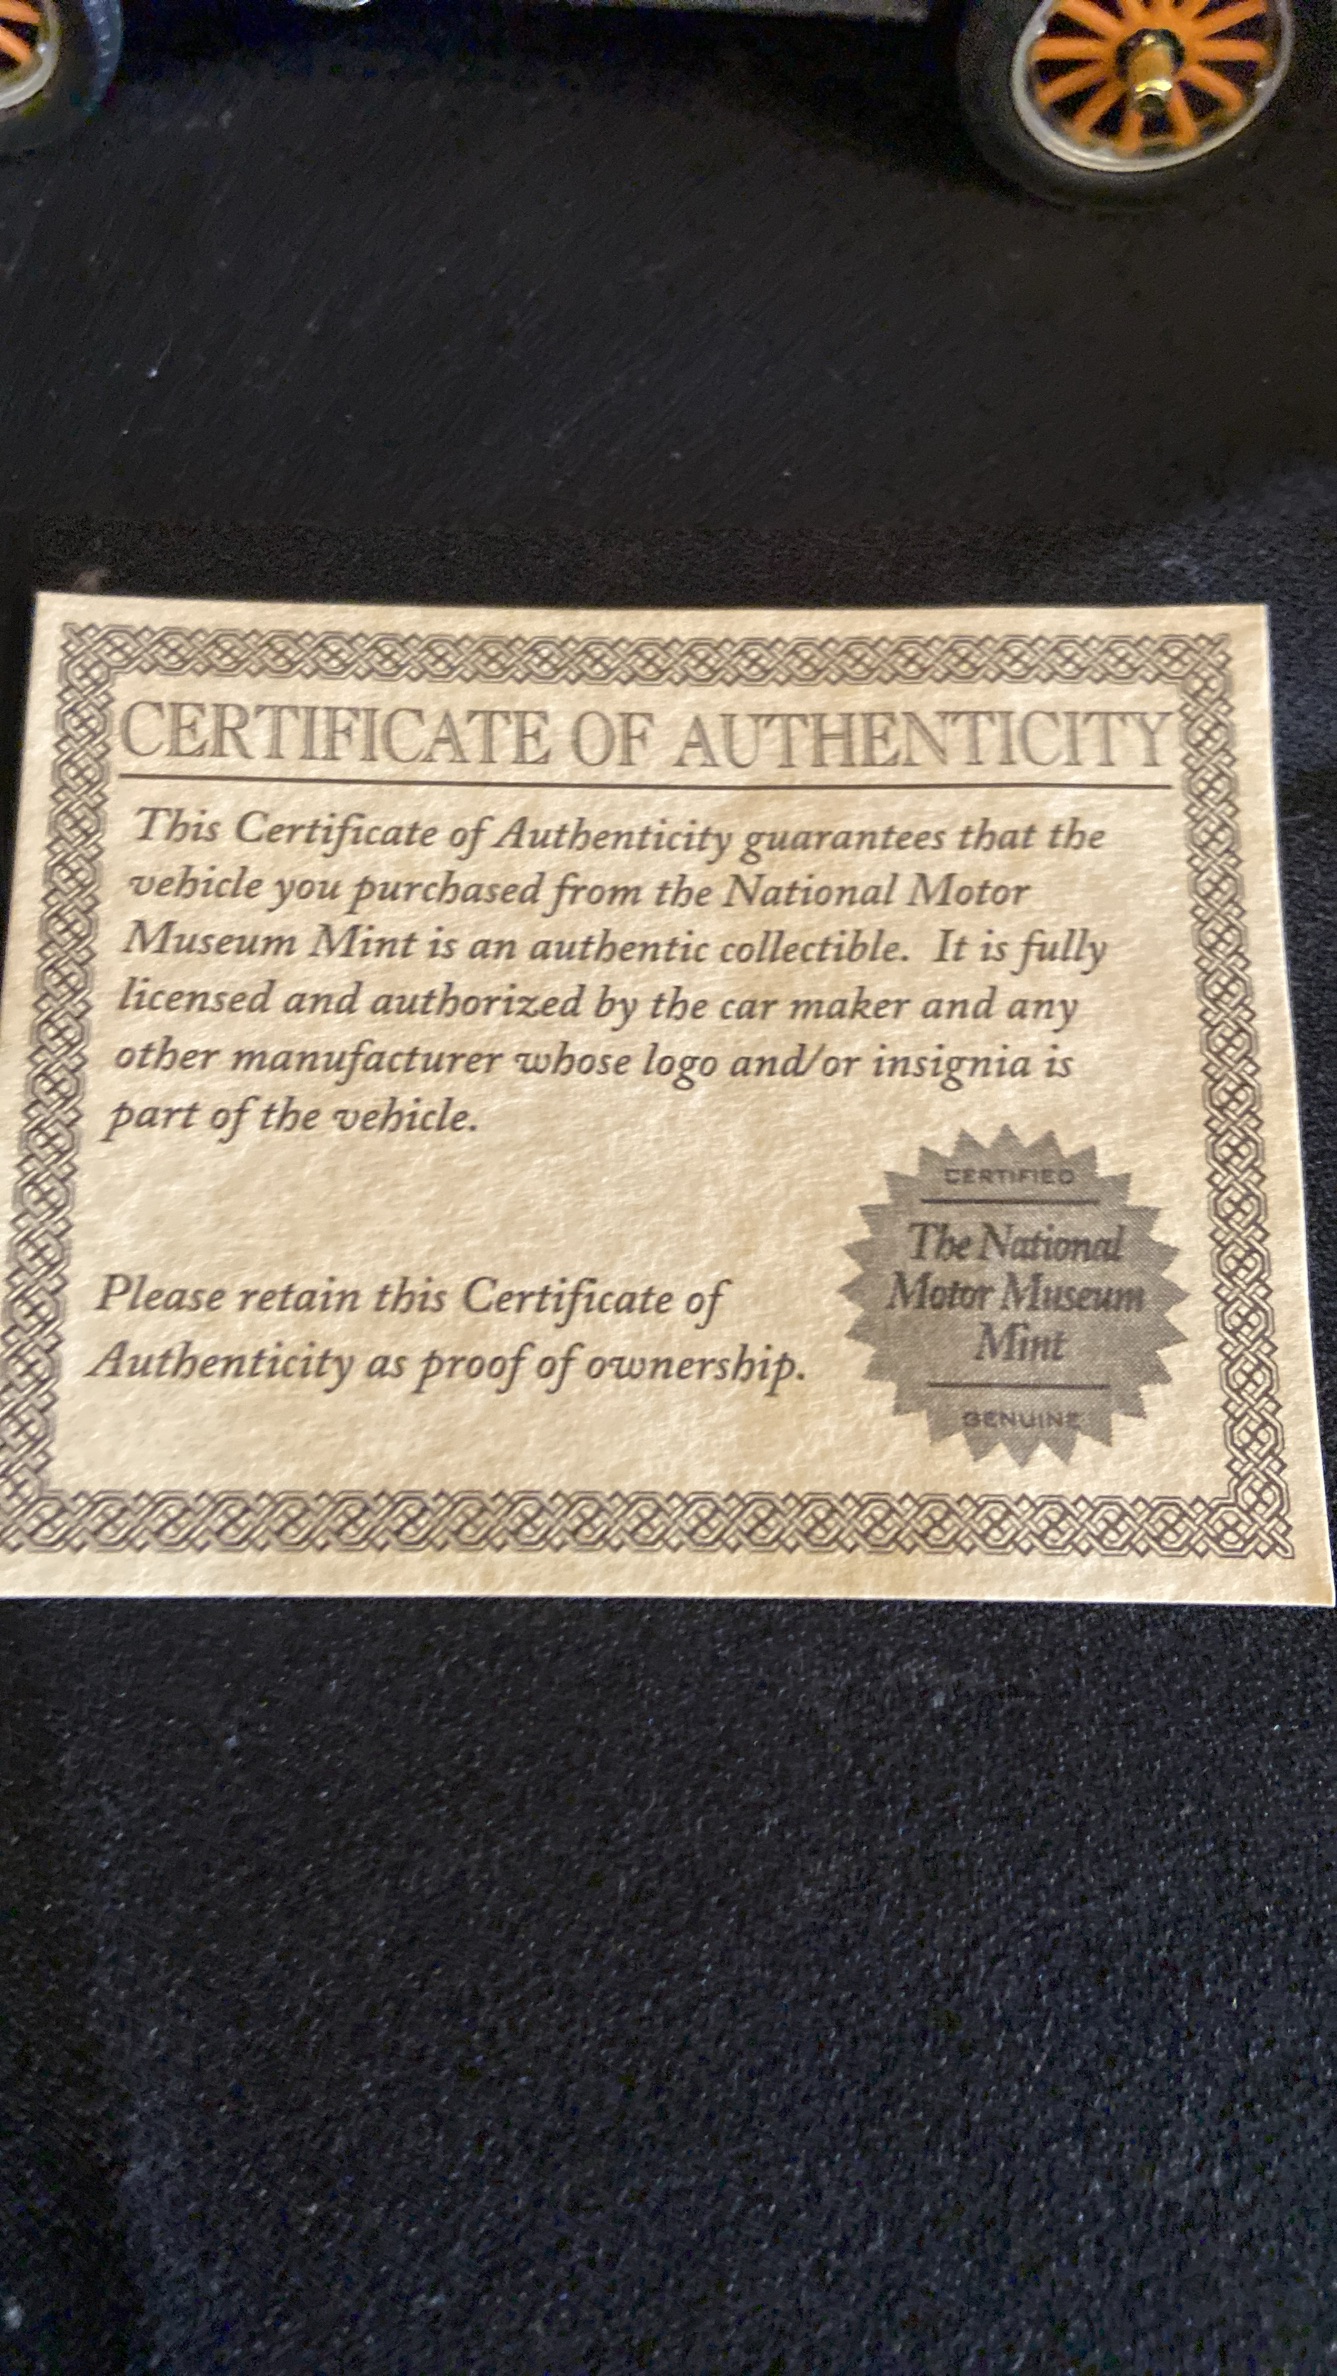 CERTIFICATE OF AUTHENTICITY
This Certificate of Authenticity guarantees that the
vehicle you purchased from the National Motor
Museum Mint is an authentic collectible. It is fully
licensed and authorized by the car maker and any
other manufacturer whose logo and/or insignia is
part of the vehicle.
Please retain this Certificate of
Authenticity as proof of ownership.
CERTIFIED
The National
Motor Museum
Mint
GENUINE